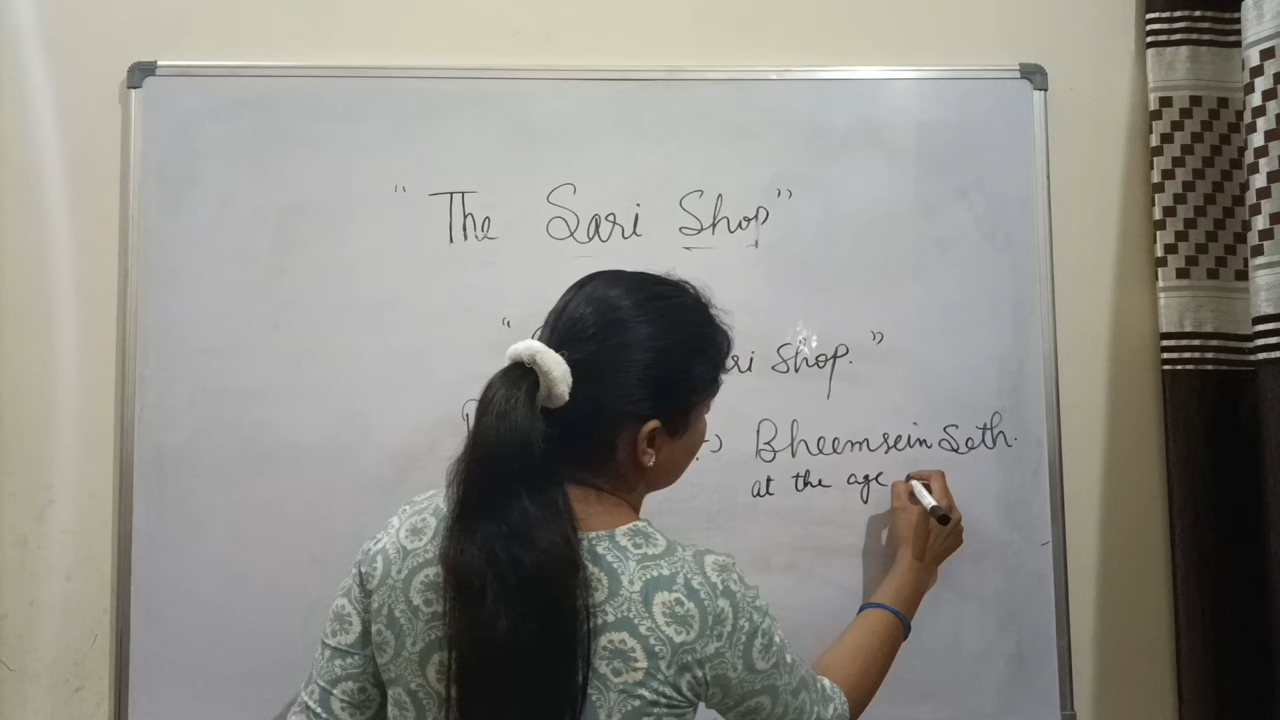 " The Sari Shop"
" ri Shop. "
Bheemsein Seth.
at the age